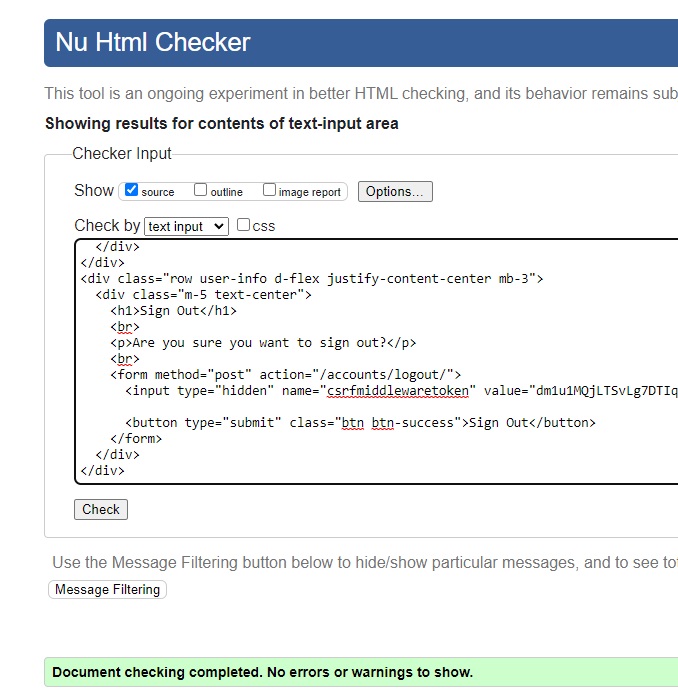 Nu Html Checker
This tool is an ongoing experiment in better HTML checking, and its behavior remains sub
Showing results for contents of text-input area
Checker Input
Show source outline image report Options...
Check by text input css
</div>
</div>
<div class="row user-info d-flex justify-content-center mb-3">
<div class="m-5 text-center">
<h1>Sign Out</h1>
<br>
<p>Are you sure you want to sign out?</p>
<br>
<form method="post" action="/accounts/logout/">
<input type="hidden" name="csrfmiddlewaretoken" value="dm1u1MQjLTSvLg7DTIq
<button type="submit" class="btn btn-success">Sign Out</button>
</form>
</div>
</div>
Check
Use the Message Filtering button below to hide/show particular messages, and to see to
Message Filtering
Document checking completed. No errors or warnings to show.